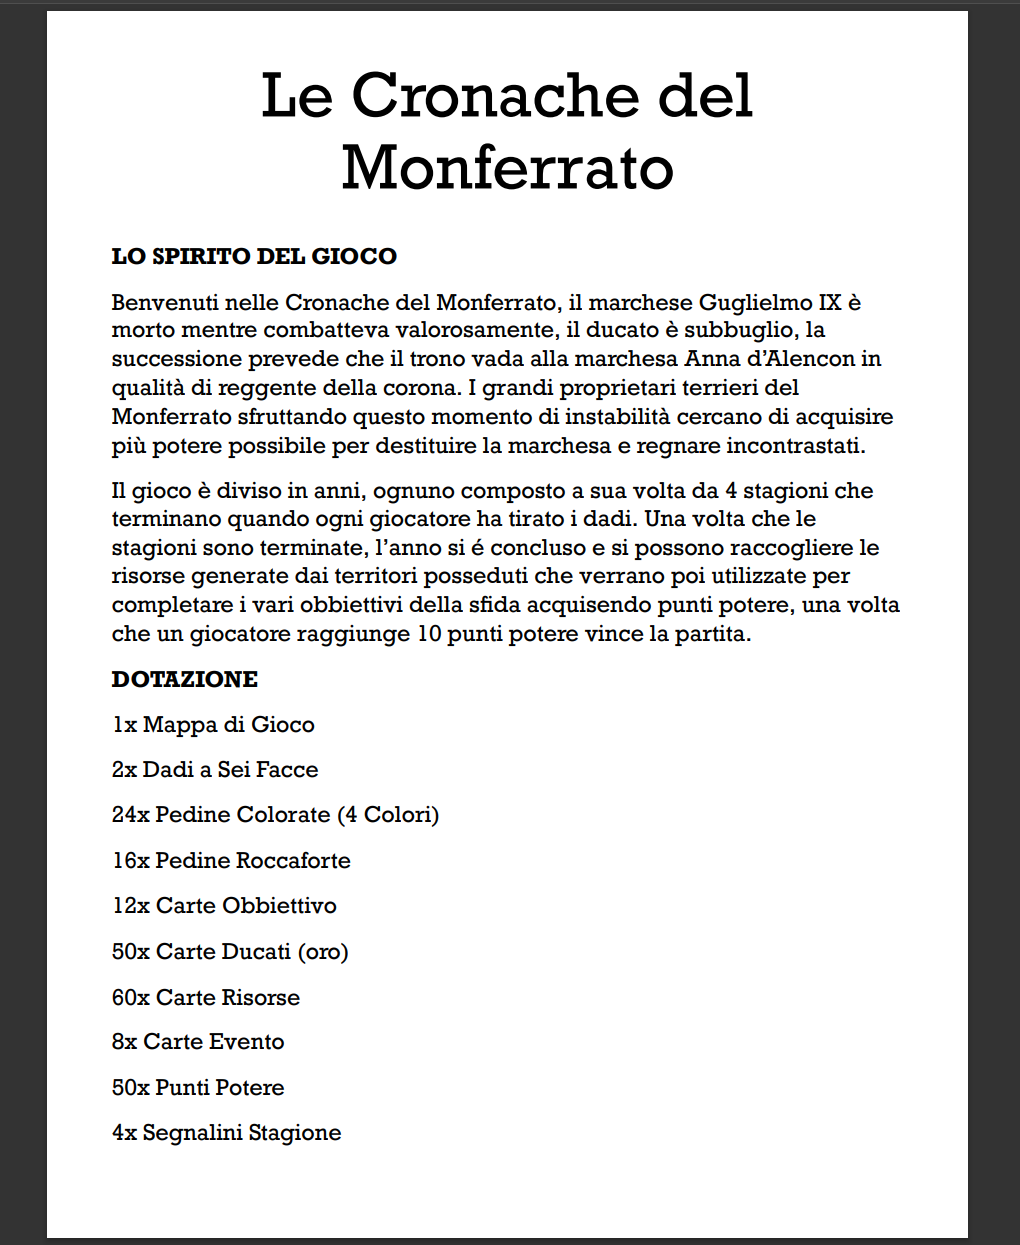 Le Cronache del
Monferrato
LO SPIRITO DEL GIOCO
Benvenuti nelle Cronache del Monferrato, il marchese Guglielmo IX è
morto mentre combatteva valorosamente, il ducato è subbuglio, la
successione prevede che il trono vada alla marchesa Anna d’Alencon in
qualità di reggente della corona. I grandi proprietari terrieri del
Monferrato sfruttando questo momento di instabilità cercano di acquisire
più potere possibile per destituire la marchesa e regnare incontrastati.
Il gioco è diviso in anni, ognuno composto a sua volta da 4 stagioni che
terminano quando ogni giocatore ha tirato i dadi. Una volta che le
stagioni sono terminate, l’anno si é concluso e si possono raccogliere le
risorse generate dai territori posseduti che verrano poi utilizzate per
completare i vari obbiettivi della sfida acquisendo punti potere, una volta
che un giocatore raggiunge 10 punti potere vince la partita.
DOTAZIONE
1x Mappa di Gioco
2x Dadi a Sei Facce
24x Pedine Colorate (4 Colori)
16x Pedine Roccaforte
12x Carte Obbiettivo
50x Carte Ducati (oro)
60x Carte Risorse
8x Carte Evento
50x Punti Potere
4x Segnalini Stagione